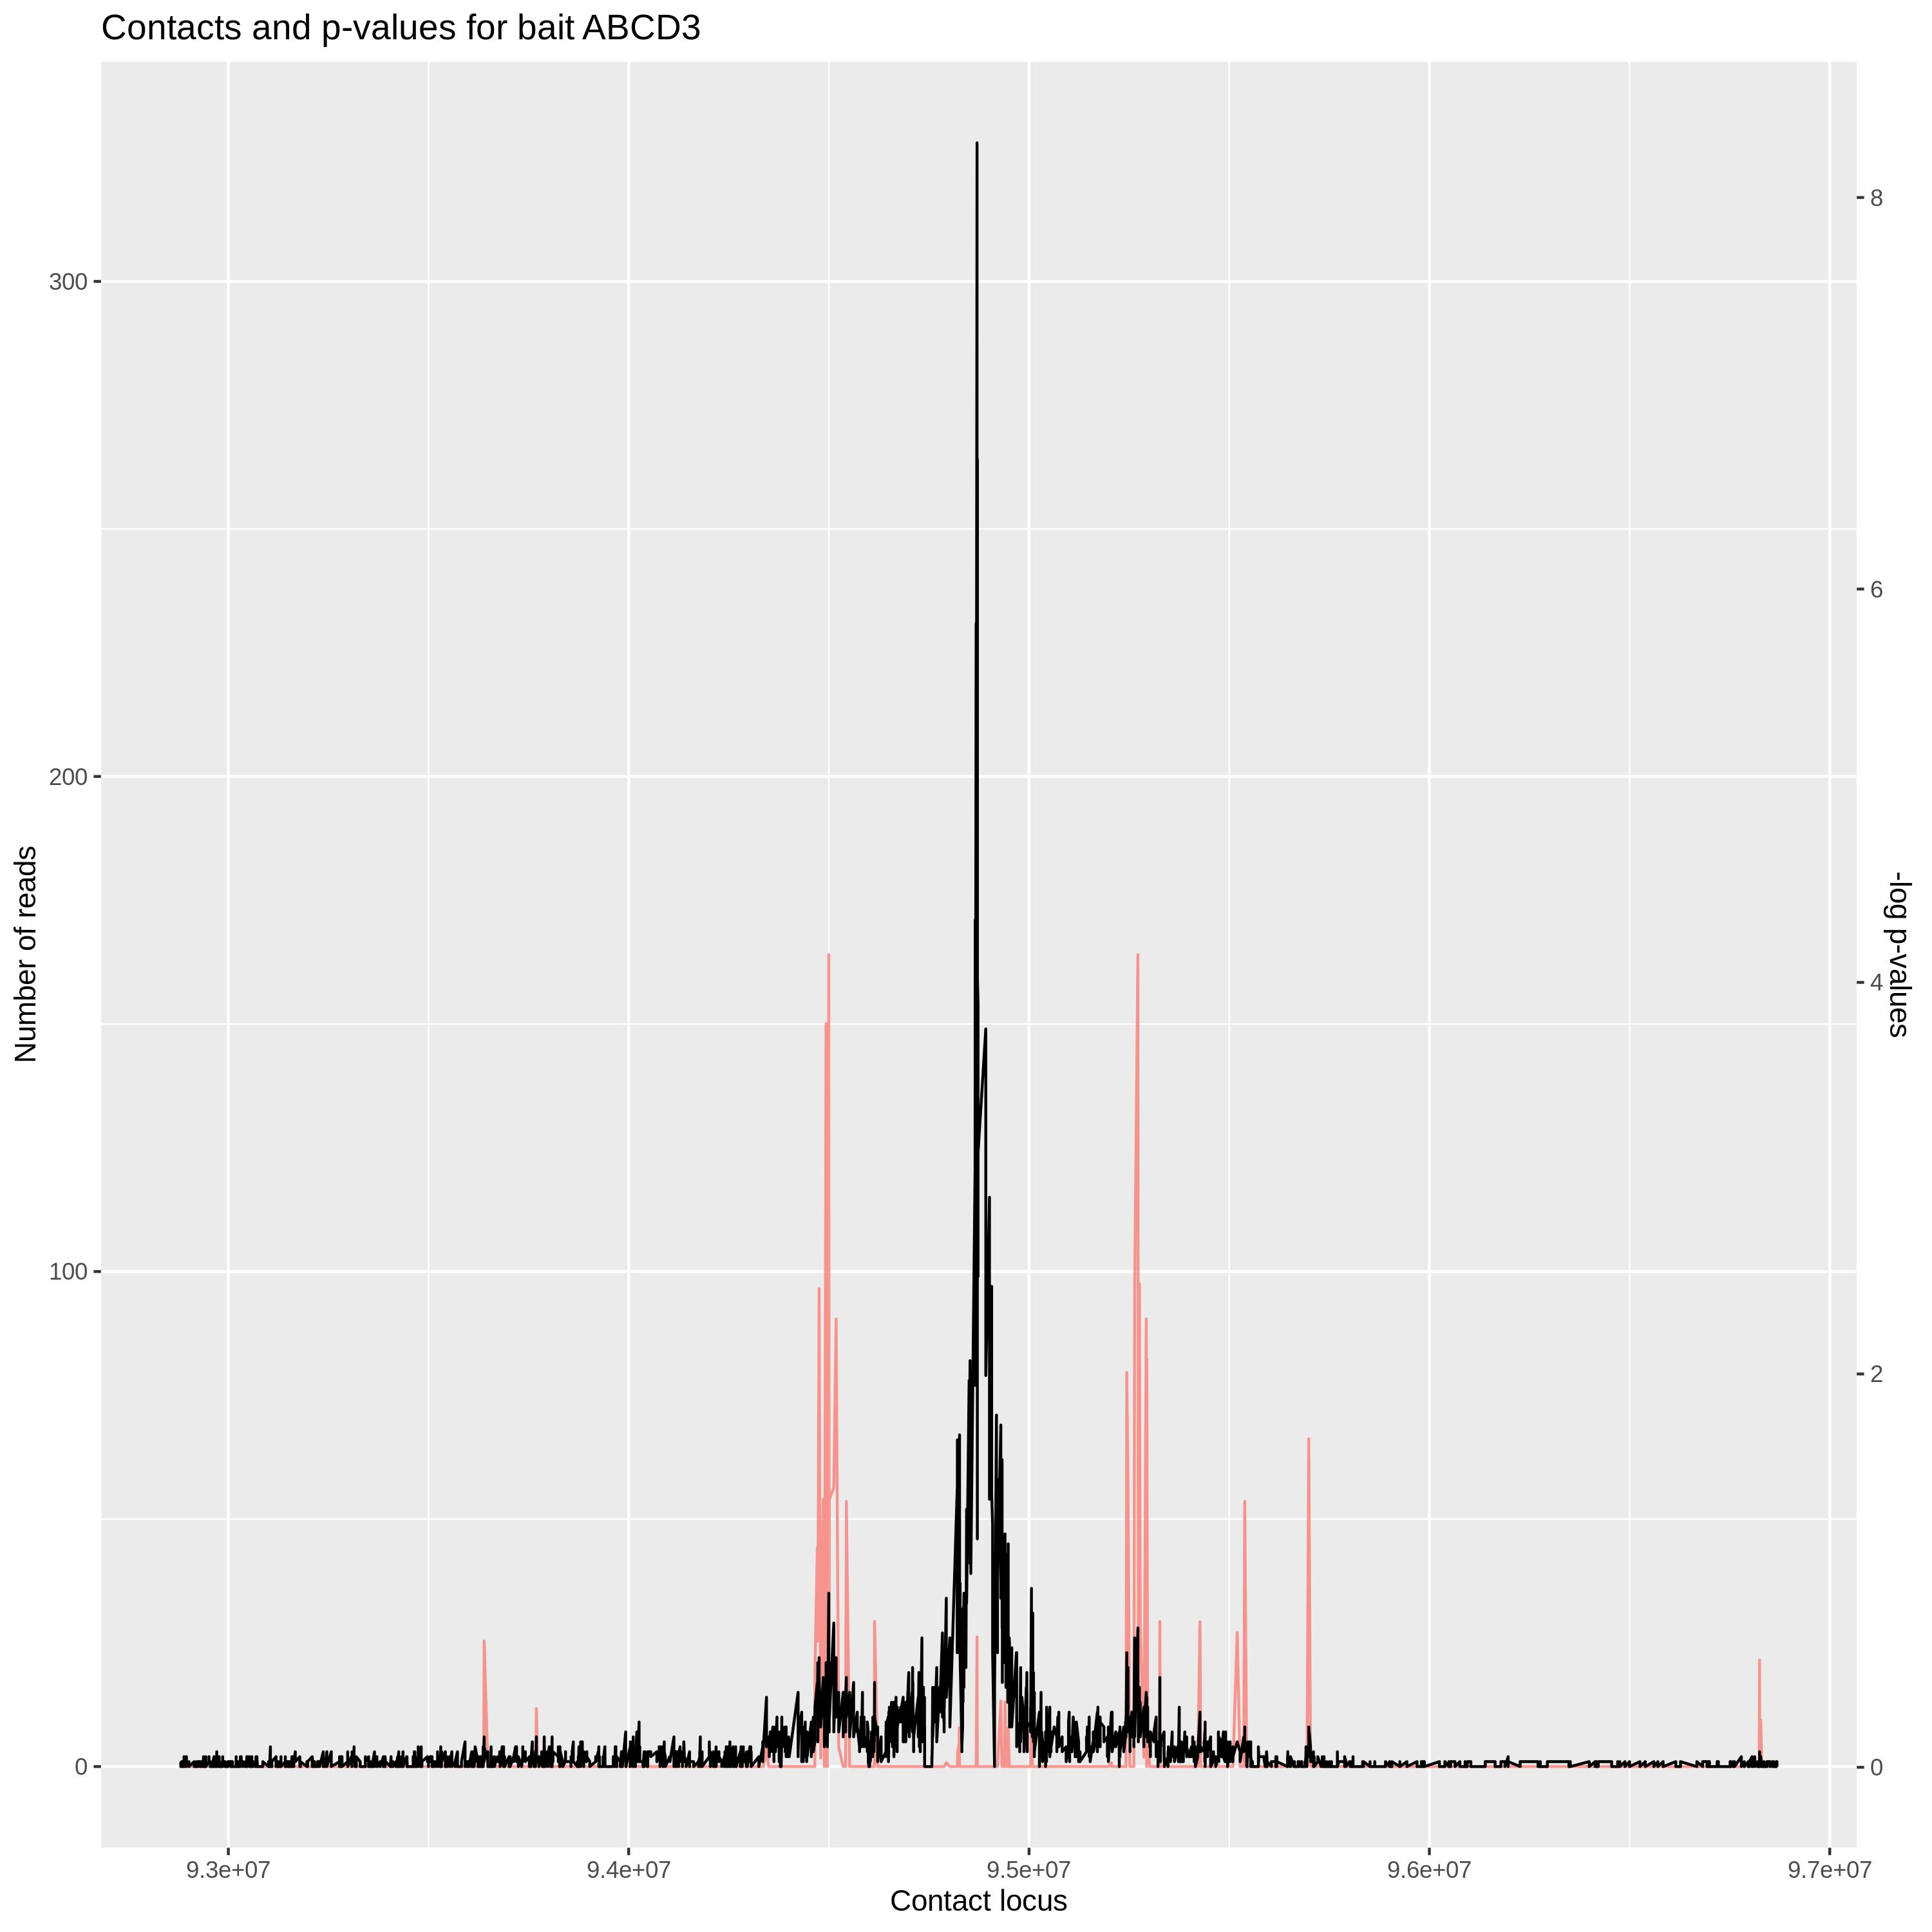 Contacts and p-values for bait ABCD3
300
200
100
0
8
6
4
2
0
Number of reads
-log p-values
9.3e+07
9.4e+07
9.5e+07
9.6e+07
9.7e+07
Contact locus